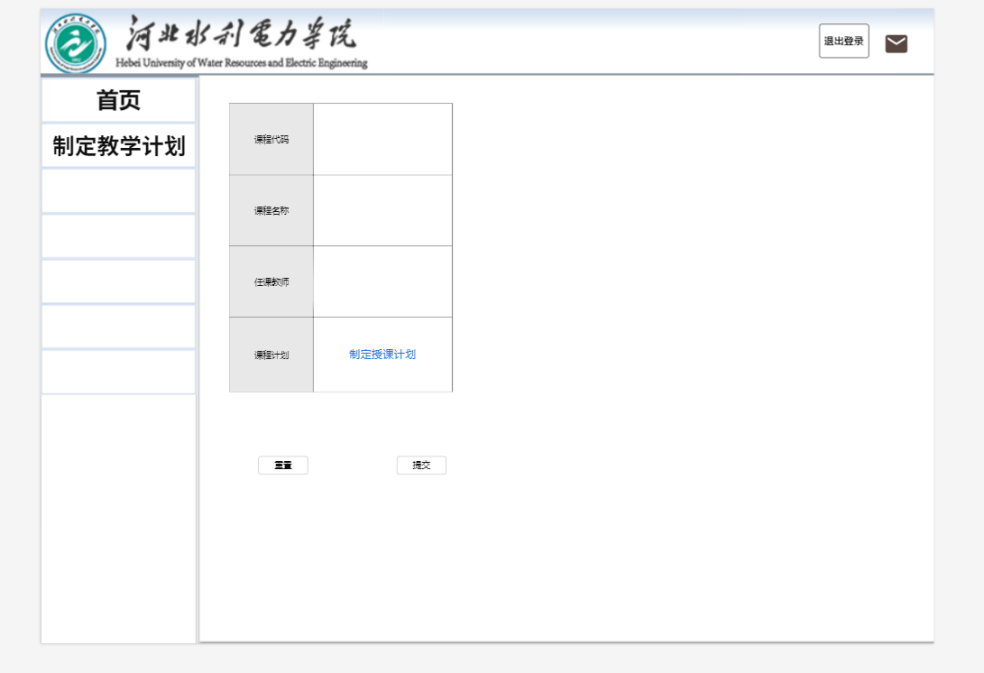 河北水利電力学院
Hebei University of Water Resources and Electric Engineering
退出登录
首页
制定教学计划
课程代码
课程名称
任课教师
课程计划
制定授课计划
重置
提交